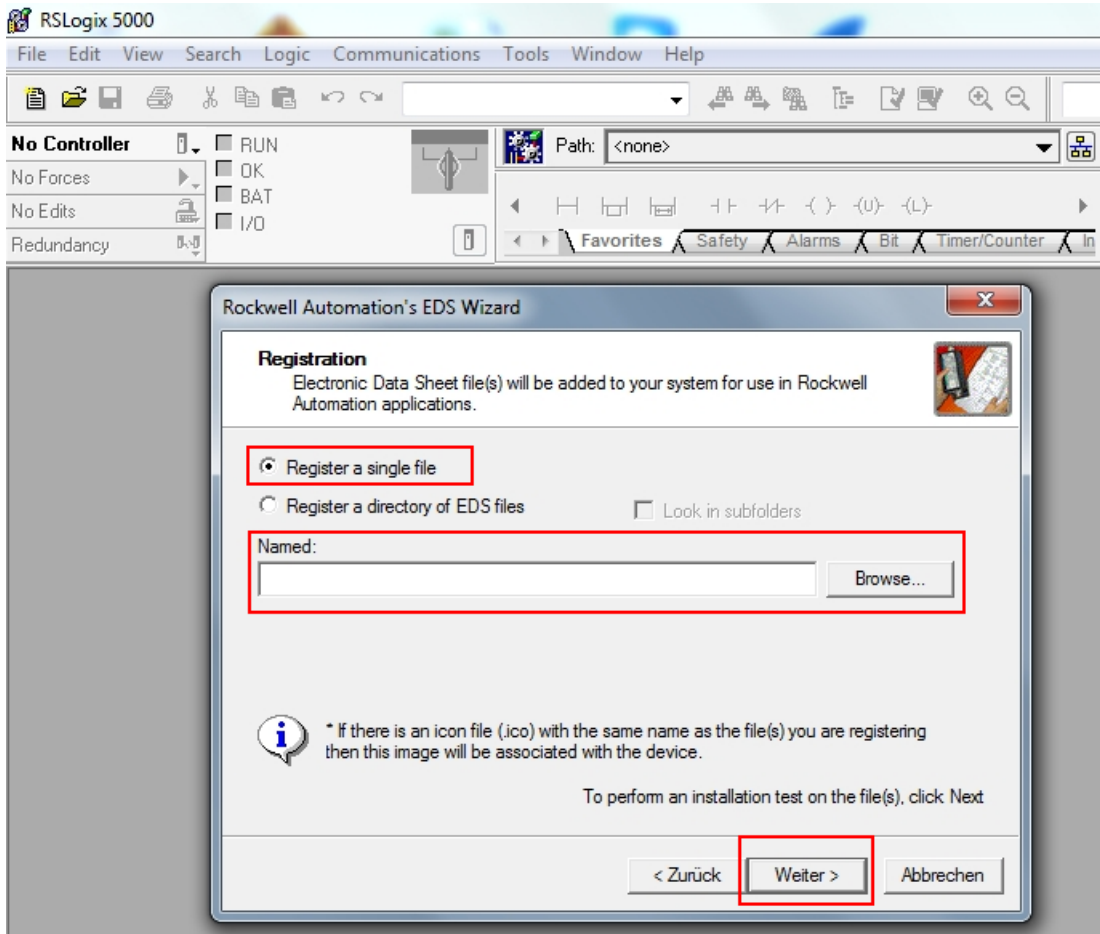 RSLogix 5000
File Edit View Search Logic Communications Tools Window Help
No Controller
RUN
Path: <none>
No Forces
OK
BAT
No Edits
I/O
Redundancy
Favorites Safety Alarms Bit Timer/Counter In
-(U)- -(L)-
Rockwell Automation's EDS Wizard
Registration
Electronic Data Sheet file(s) will be added to your system for use in Rockwell
Automation applications.
Register a single file
Register a directory of EDS files Look in subfolders
Named:
Browse...
* If there is an icon file (.ico) with the same name as the file(s) you are registering
then this image will be associated with the device.
To perform an installation test on the file(s), click Next
< Zurück Weiter > Abbrechen